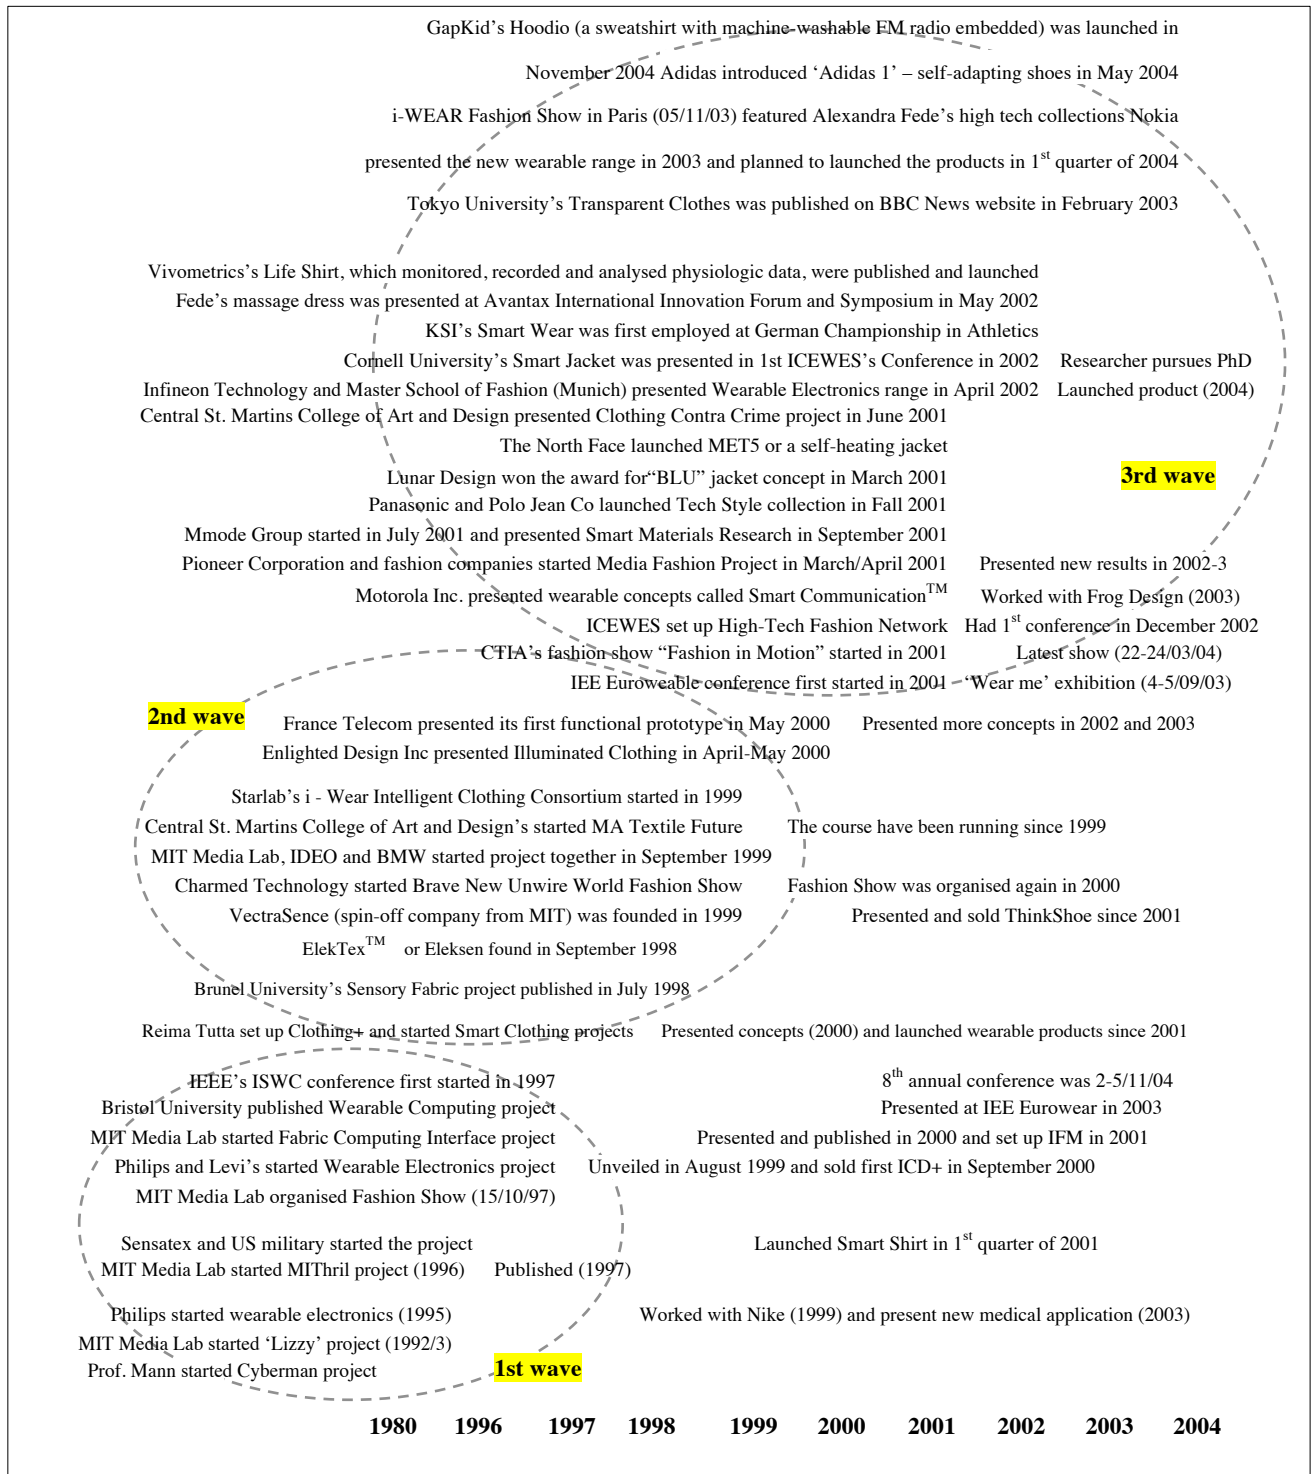 GapKid's Hoodio (a sweatshirt with machine-washable FM radio embedded) was launched in
November 2004 Adidas introduced 'Adidas 1' – self-adapting shoes in May 2004
i-WEAR Fashion Show in Paris (05/11/03) featured Alexandra Fede's high tech collections Nokia
presented the new wearable range in 2003 and planned to launched the products in 1st quarter of 2004
Tokyo University's Transparent Clothes was published on BBC News website in February 2003
Vivometrics's Life Shirt, which monitored, recorded and analysed physiologic data, were published and launched
Fede's massage dress was presented at Avantax International Innovation Forum and Symposium in May 2002
KSI's Smart Wear was first employed at German Championship in Athletics
Cornell University's Smart Jacket was presented in 1st ICEWES's Conference in 2002 Researcher pursues PhD
Infineon Technology and Master School of Fashion (Munich) presented Wearable Electronics range in April 2002 Launched product (2004)
Central St. Martins College of Art and Design presented Clothing Contra Crime project in June 2001
The North Face launched MET5 or a self-heating jacket
Lunar Design won the award for"BLU" jacket concept in March 2001
3rd wave
Panasonic and Polo Jean Co launched Tech Style collection in Fall 2001
Mmode Group started in July 2001 and presented Smart Materials Research in September 2001
Pioneer Corporation and fashion companies started Media Fashion Project in March/April 2001 Presented new results in 2002-3
Motorola Inc. presented wearable concepts called Smart Communication™ Worked with Frog Design (2003)
ICEWES set up High-Tech Fashion Network Had 1st conference in December 2002
CTIA's fashion show "Fashion in Motion" started in 2001 Latest show (22-24/03/04)
IEE Euroweable conference first started in 2001 'Wear me' exhibition (4-5/09/03)
2nd wave
France Telecom presented its first functional prototype in May 2000 Presented more concepts in 2002 and 2003
Enlighted Design Inc presented Illuminated Clothing in April-May 2000
Starlab's i - Wear Intelligent Clothing Consortium started in 1999
Central St. Martins College of Art and Design's started MA Textile Future The course have been running since 1999
MIT Media Lab, IDEO and BMW started project together in September 1999
Charmed Technology started Brave New Unwire World Fashion Show Fashion Show was organised again in 2000
VectraSence (spin-off company from MIT) was founded in 1999 Presented and sold ThinkShoe since 2001
ElekTex™ or Eleksen found in September 1998
Brunel University's Sensory Fabric project published in July 1998
Reima Tutta set up Clothing+ and started Smart Clothing projects Presented concepts (2000) and launched wearable products since 2001
IEEE's ISWC conference first started in 1997 8th annual conference was 2-5/11/04
Bristol University published Wearable Computing project Presented at IEE Eurowear in 2003
MIT Media Lab started Fabric Computing Interface project Presented and published in 2000 and set up IFM in 2001
Philips and Levi's started Wearable Electronics project Unveiled in August 1999 and sold first ICD+ in September 2000
MIT Media Lab organised Fashion Show (15/10/97)
Sensatex and US military started the project Launched Smart Shirt in 1st quarter of 2001
MIT Media Lab started MIThril project (1996) Published (1997)
Philips started wearable electronics (1995) Worked with Nike (1999) and present new medical application (2003)
MIT Media Lab started 'Lizzy' project (1992/3)
Prof. Mann started Cyberman project 1st wave
1980 1996 1997 1998 1999 2000 2001 2002 2003 2004